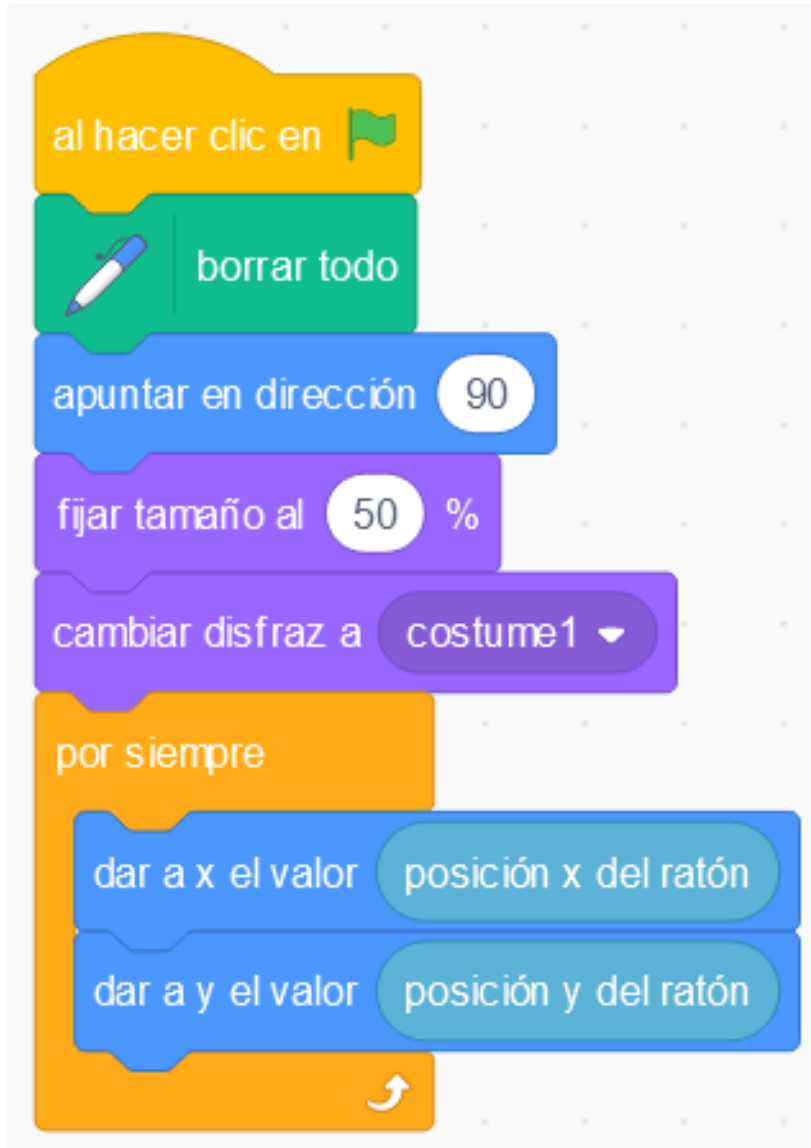 al hacer clic en
borrar todo
apuntar en dirección 90
fijar tamaño al 50 %
cambiar disfraz a costume1
por siempre
dar a x el valor posición x del ratón
dar a y el valor posición y del ratón